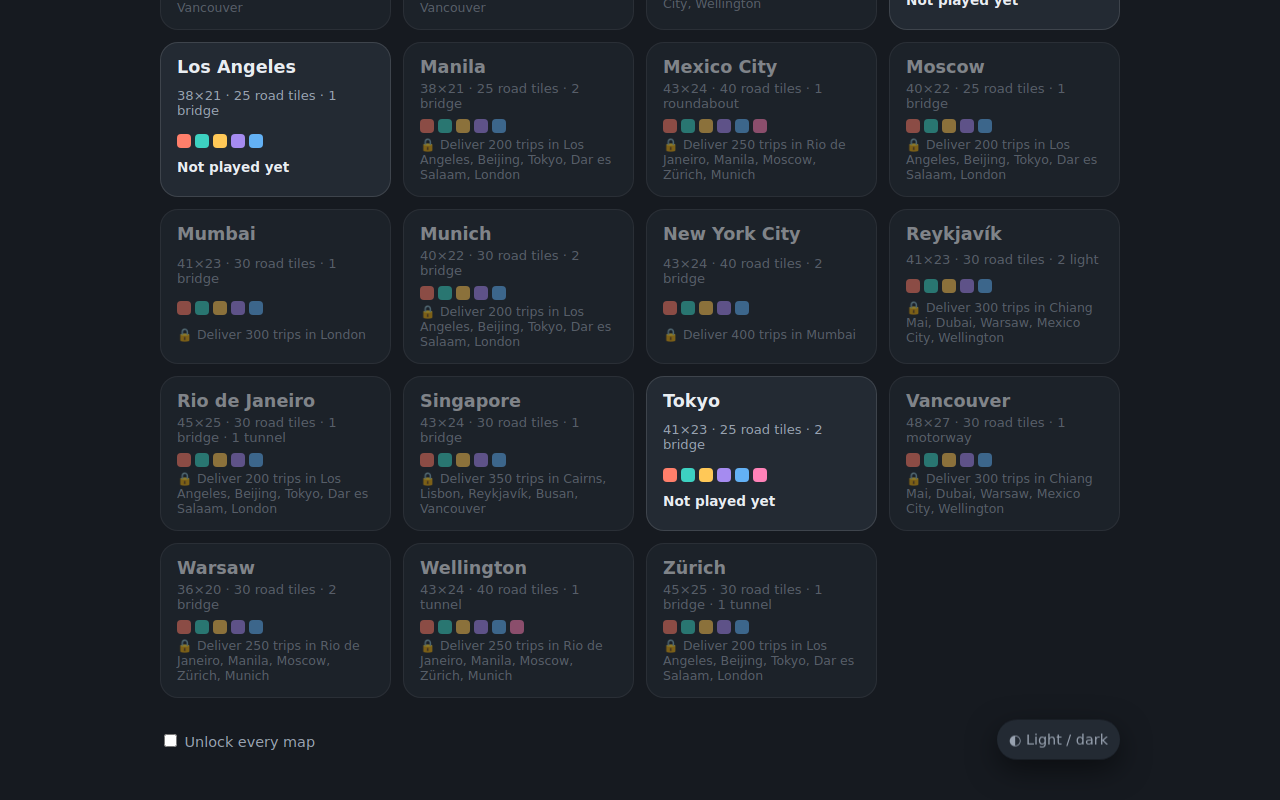 Vancouver
Vancouver
City, Wellington
Not played yet
Los Angeles
38×21 · 25 road tiles · 1
bridge
Not played yet
Manila
38×21 · 25 road tiles · 2
bridge
🔒 Deliver 200 trips in Los
Angeles, Beijing, Tokyo, Dar es
Salaam, London
Mexico City
43×24 · 40 road tiles · 1
roundabout
🔒 Deliver 250 trips in Rio de
Janeiro, Manila, Moscow,
Zürich, Munich
Moscow
40×22 · 25 road tiles · 1
bridge
🔒 Deliver 200 trips in Los
Angeles, Beijing, Tokyo, Dar es
Salaam, London
Mumbai
41×23 · 30 road tiles · 1
bridge
🔒 Deliver 300 trips in London
Munich
40×22 · 30 road tiles · 2
bridge
🔒 Deliver 200 trips in Los
Angeles, Beijing, Tokyo, Dar es
Salaam, London
New York City
43×24 · 40 road tiles · 2
bridge
🔒 Deliver 400 trips in Mumbai
Reykjavík
41×23 · 30 road tiles · 2 light
🔒 Deliver 300 trips in Chiang
Mai, Dubai, Warsaw, Mexico
City, Wellington
Rio de Janeiro
45×25 · 30 road tiles · 1
bridge · 1 tunnel
🔒 Deliver 200 trips in Los
Angeles, Beijing, Tokyo, Dar es
Salaam, London
Singapore
43×24 · 30 road tiles · 1
bridge
🔒 Deliver 350 trips in Cairns,
Lisbon, Reykjavík, Busan,
Vancouver
Tokyo
41×23 · 25 road tiles · 2
bridge
Not played yet
Vancouver
48×27 · 30 road tiles · 1
motorway
🔒 Deliver 300 trips in Chiang
Mai, Dubai, Warsaw, Mexico
City, Wellington
Warsaw
36×20 · 30 road tiles · 2
bridge
🔒 Deliver 250 trips in Rio de
Janeiro, Manila, Moscow,
Zürich, Munich
Wellington
43×24 · 40 road tiles · 1
tunnel
🔒 Deliver 250 trips in Rio de
Janeiro, Manila, Moscow,
Zürich, Munich
Zürich
45×25 · 30 road tiles · 1
bridge · 1 tunnel
🔒 Deliver 200 trips in Los
Angeles, Beijing, Tokyo, Dar es
Salaam, London
Unlock every map
◐ Light / dark